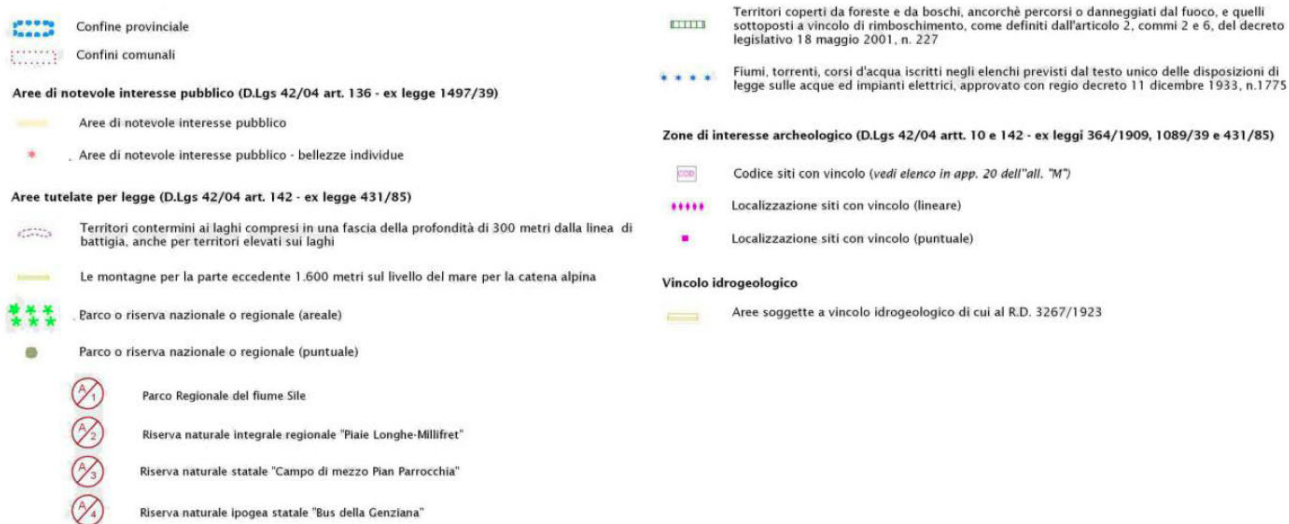 Confine provinciale
Confini comunali
Aree di notevole interesse pubblico (D.Lgs 42/04 art. 136 - ex legge 1497/39)
Aree di notevole interesse pubblico
. Aree di notevole interesse pubblico - bellezze individue
Aree tutelate per legge (D.Lgs 42/04 art. 142 - ex legge 431/85)
Territori contermini ai laghi compresi in una fascia della profondità di 300 metri dalla linea di
battigia, anche per territori elevati sui laghi
Le montagne per la parte eccedente 1.600 metri sul livello del mare per la catena alpina
. Parco o riserva nazionale o regionale (areale)
Parco o riserva nazionale o regionale (puntuale)
A/1 Parco Regionale del fiume Sile
A/2 Riserva naturale integrale regionale "Piaie Longhe-Millifret"
A/3 Riserva naturale statale "Campo di mezzo Pian Parrocchia"
A/4 Riserva naturale ipogea statale "Bus della Genziana"
Territori coperti da foreste e da boschi, ancorchè percorsi o danneggiati dal fuoco, e quelli
sottoposti a vincolo di rimboschimento, come definiti dall'articolo 2, commi 2 e 6, del decreto
legislativo 18 maggio 2001, n. 227
Fiumi, torrenti, corsi d'acqua iscritti negli elenchi previsti dal testo unico delle disposizioni di
legge sulle acque ed impianti elettrici, approvato con regio decreto 11 dicembre 1933, n.1775
Zone di interesse archeologico (D.Lgs 42/04 artt. 10 e 142 - ex leggi 364/1909, 1089/39 e 431/85)
COD Codice siti con vincolo (vedi elenco in app. 20 dell"all. "M")
Localizzazione siti con vincolo (lineare)
Localizzazione siti con vincolo (puntuale)
Vincolo idrogeologico
Aree soggette a vincolo idrogeologico di cui al R.D. 3267/1923